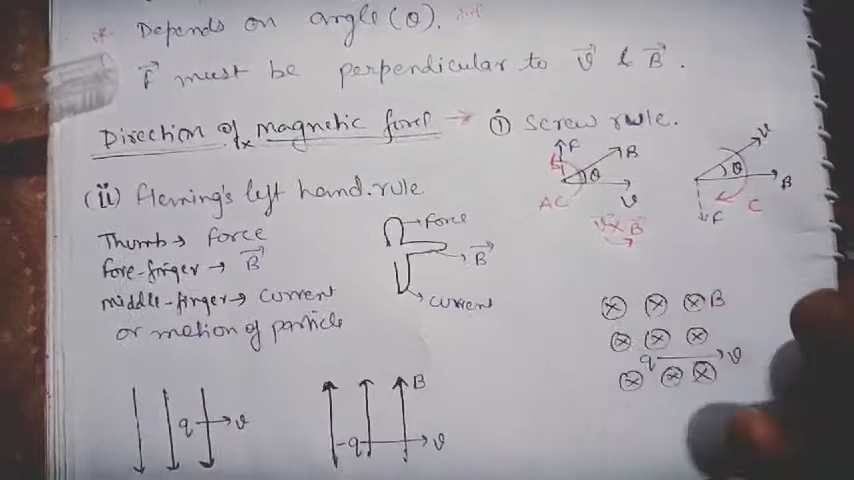 * Depends on angle (θ).
F must be perpendicular to V & B.
Direction of magnetic force → (i) Screw rule.
F B θ V AC
V × B
V θ B F C
(ii) Fleming's left hand rule
Thumb → force
fore-finger → B
middle-finger → current
or motion of particle
Force
B
current
⊗ ⊗ ⊗ B
⊗ ⊗ ⊗
q V
⊗ ⊗ ⊗
q V
B
q V